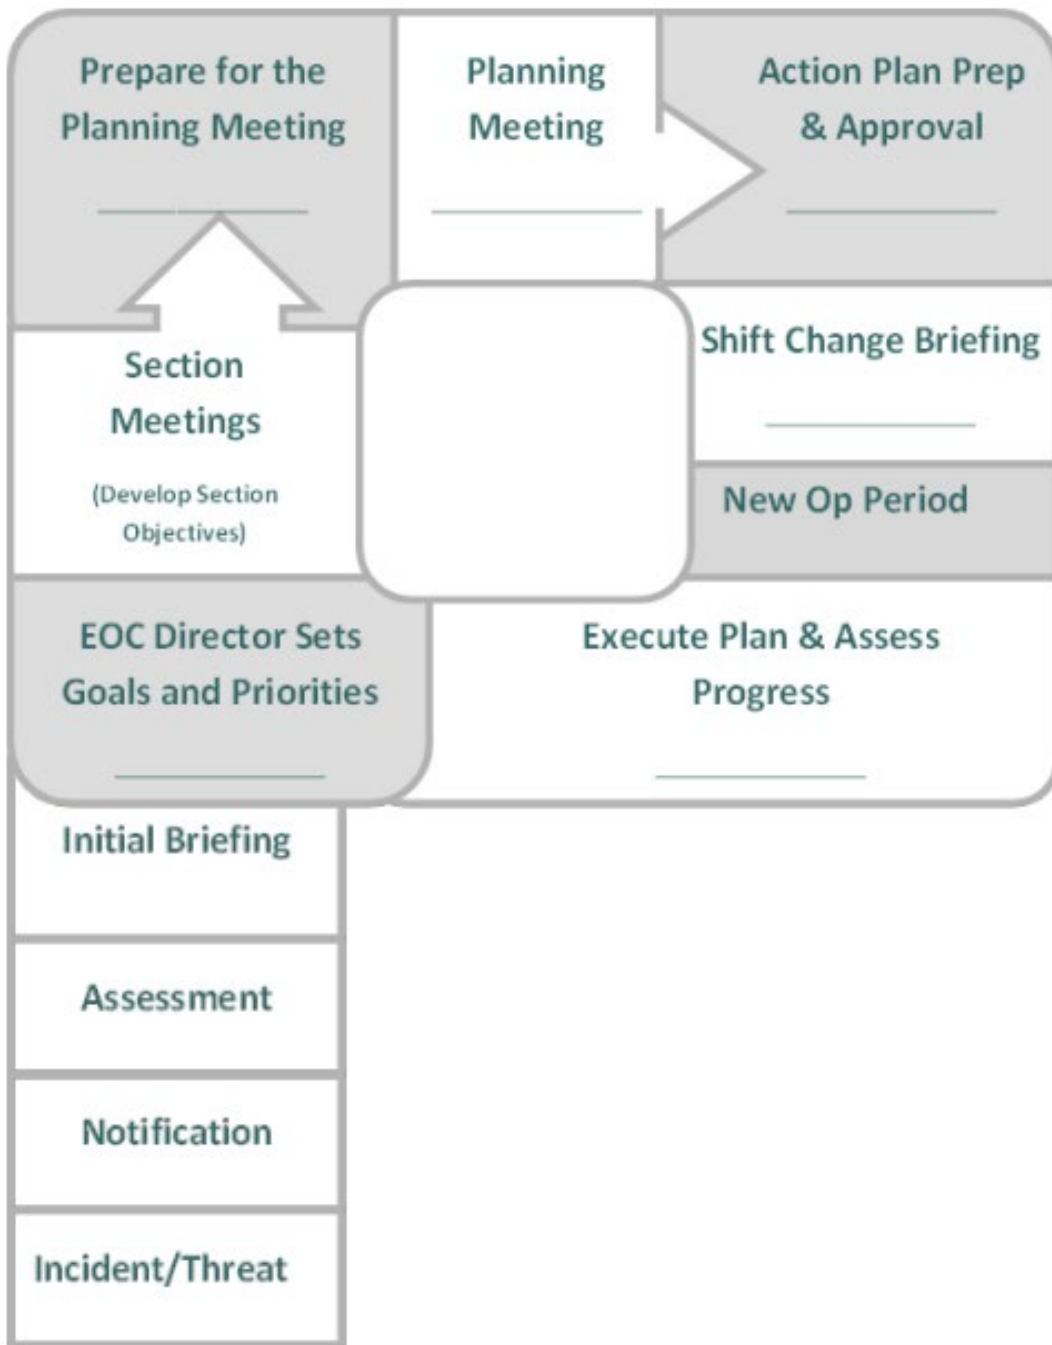 Prepare for the
Planning Meeting
Planning
Meeting
Action Plan Prep
& Approval
Shift Change Briefing
Section
Meetings
(Develop Section
Objectives)
New Op Period
EOC Director Sets
Goals and Priorities
Execute Plan & Assess
Progress
Initial Briefing
Assessment
Notification
Incident/Threat